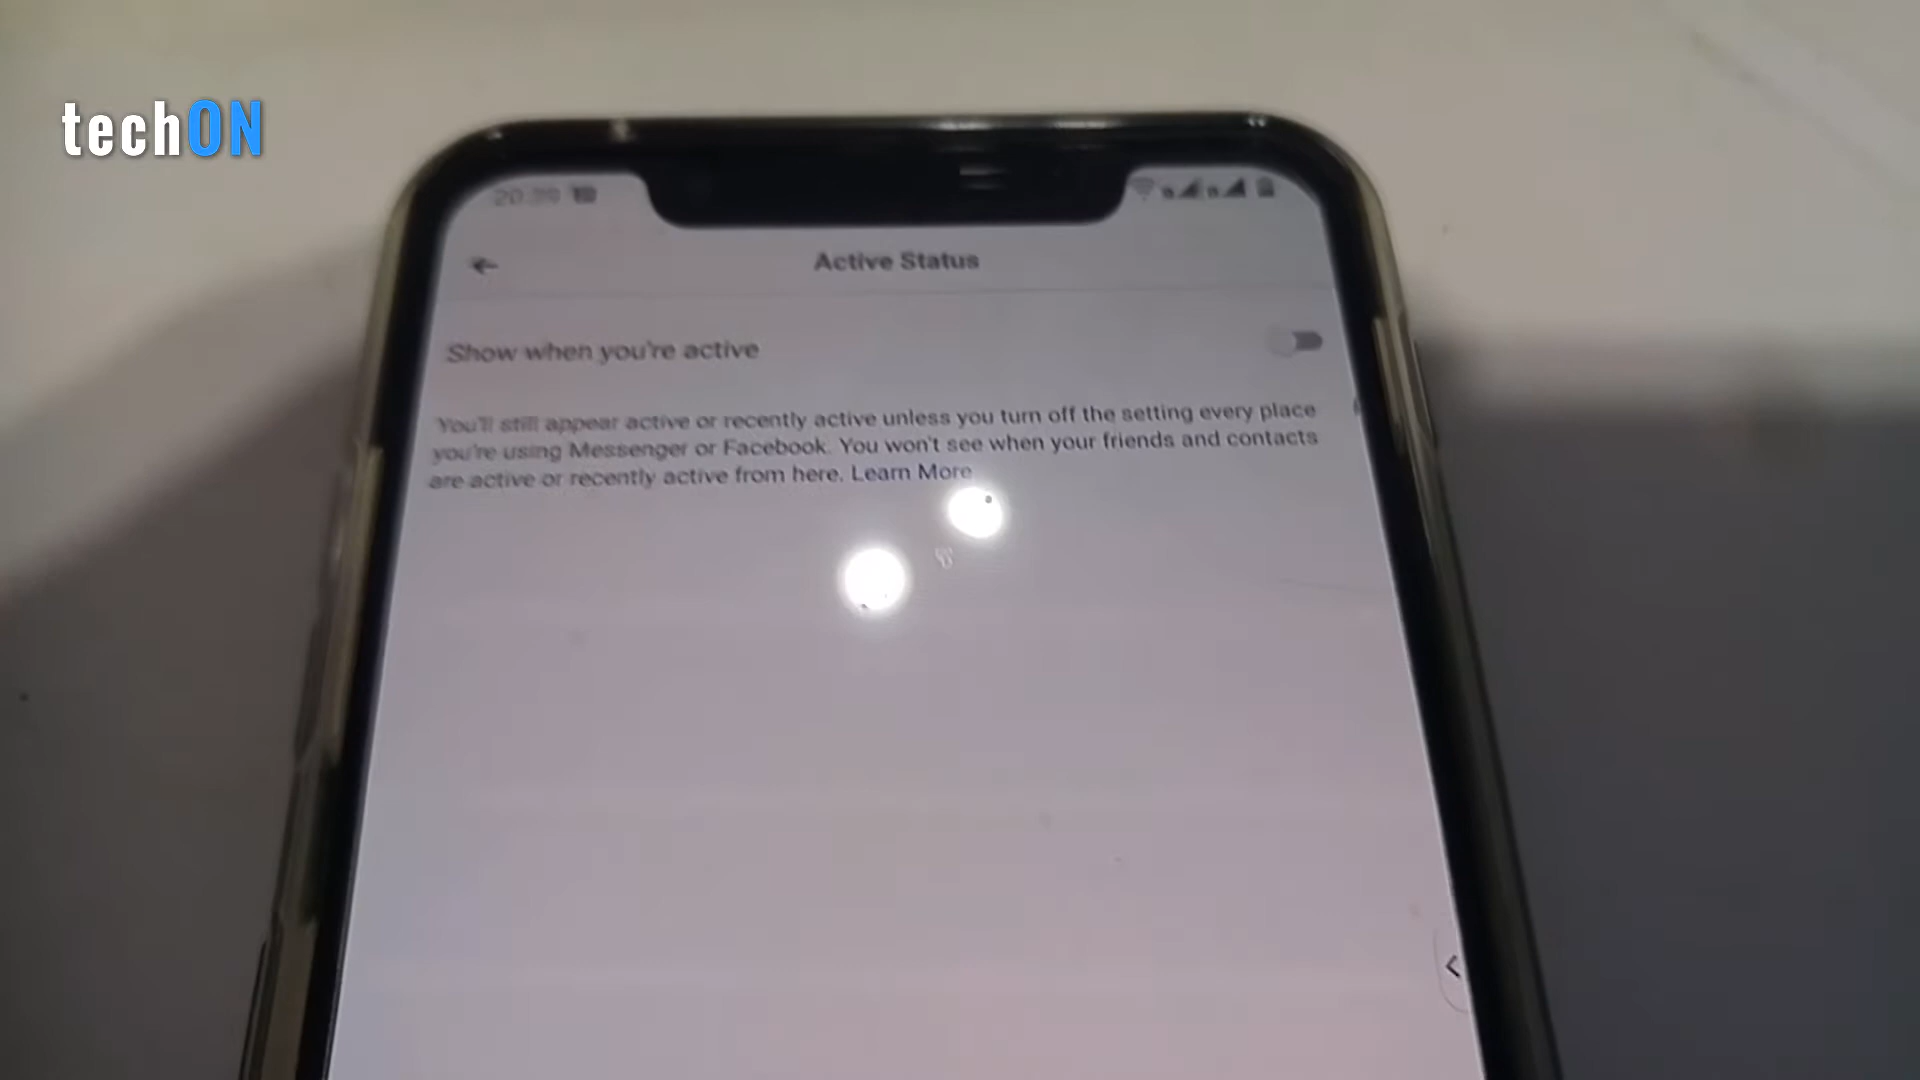 techON
Active Status
Show when you're active
You'll still appear active or recently active unless you turn off the setting every place
you're using Messenger or Facebook. You won't see when your friends and contacts
are active or recently active from here. Learn More